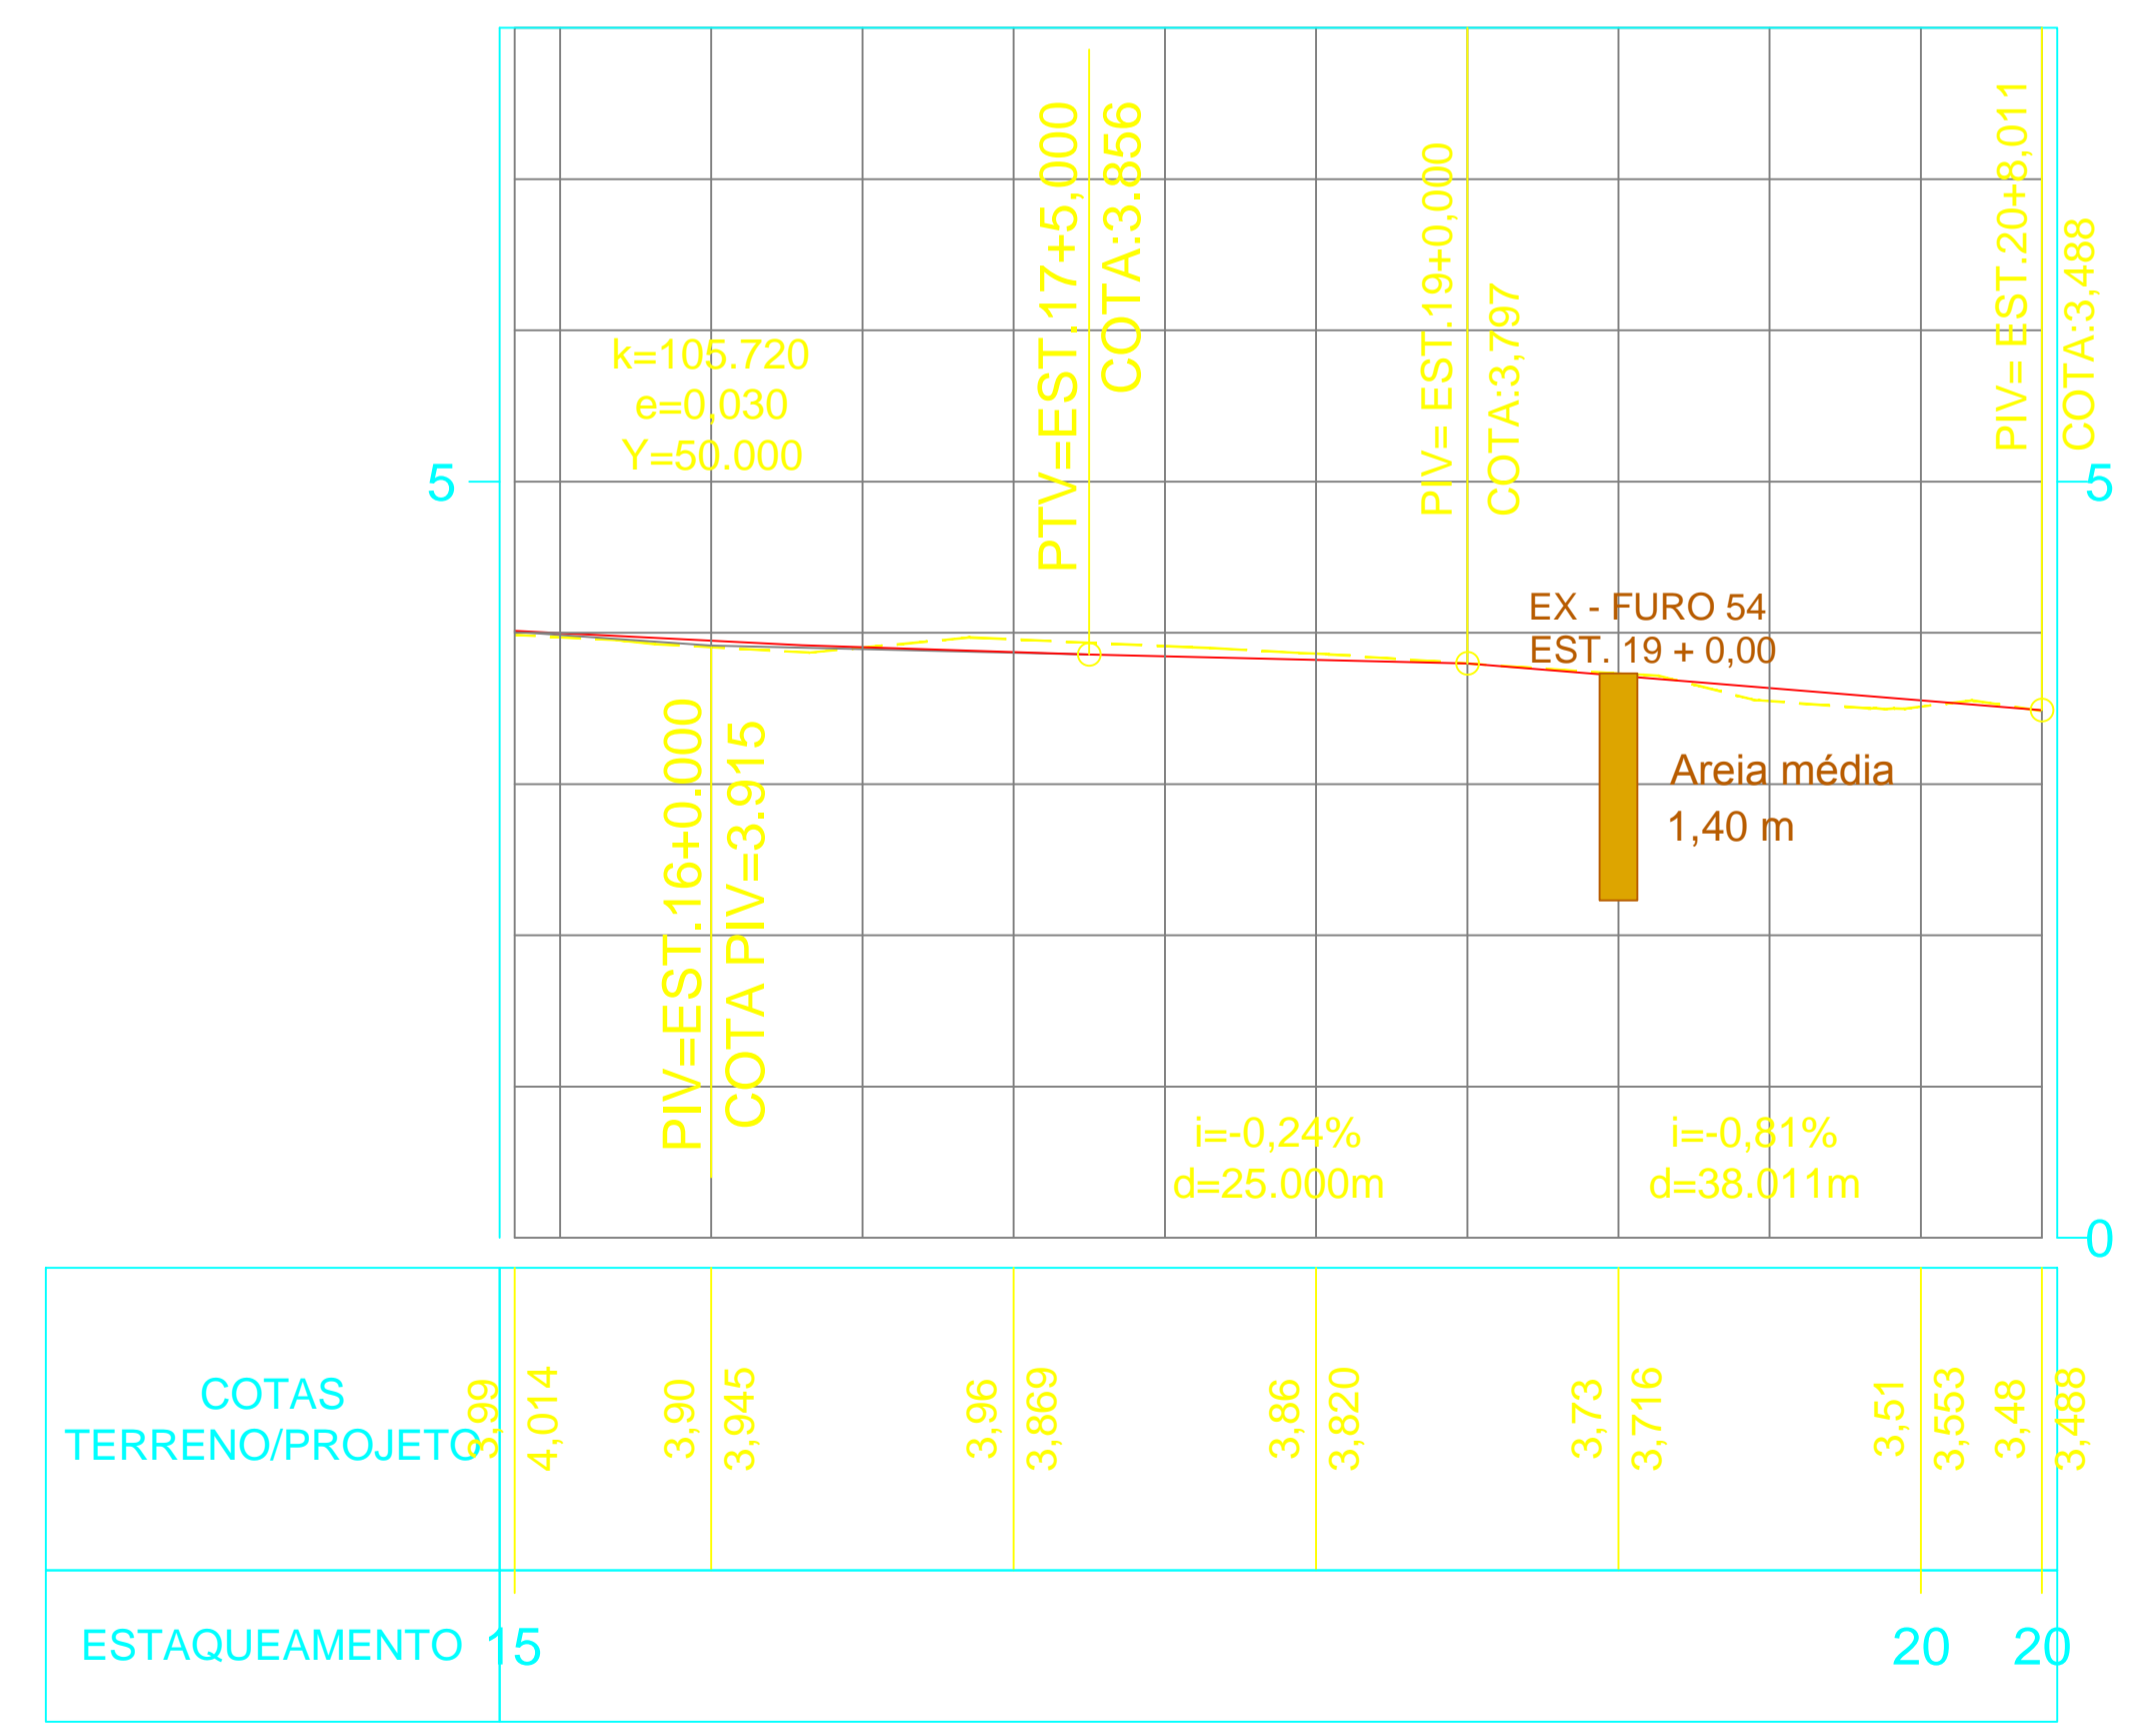 k=105.720
e=0,030
Y=50.000
PTV=EST.17+5,000
COTA:3.856
PIV= EST.19+0,000
COTA:3,797
PIV= EST.20+8,011
COTA:3,488
5
5
EX - FURO 54
EST. 19 + 0,00
Areia média
1,40 m
PIV=EST.16+0.000
COTA PIV=3.915
i=-0,24%
d=25.000m
i=-0,81%
d=38.011m
0
COTAS
TERRENO/PROJETO
3,99
4,014
3,90
3,945
3,96
3,869
3,86
3,820
3,73
3,716
3,51
3,553
3,48
3,488
ESTAQUEAMENTO
15
20
20